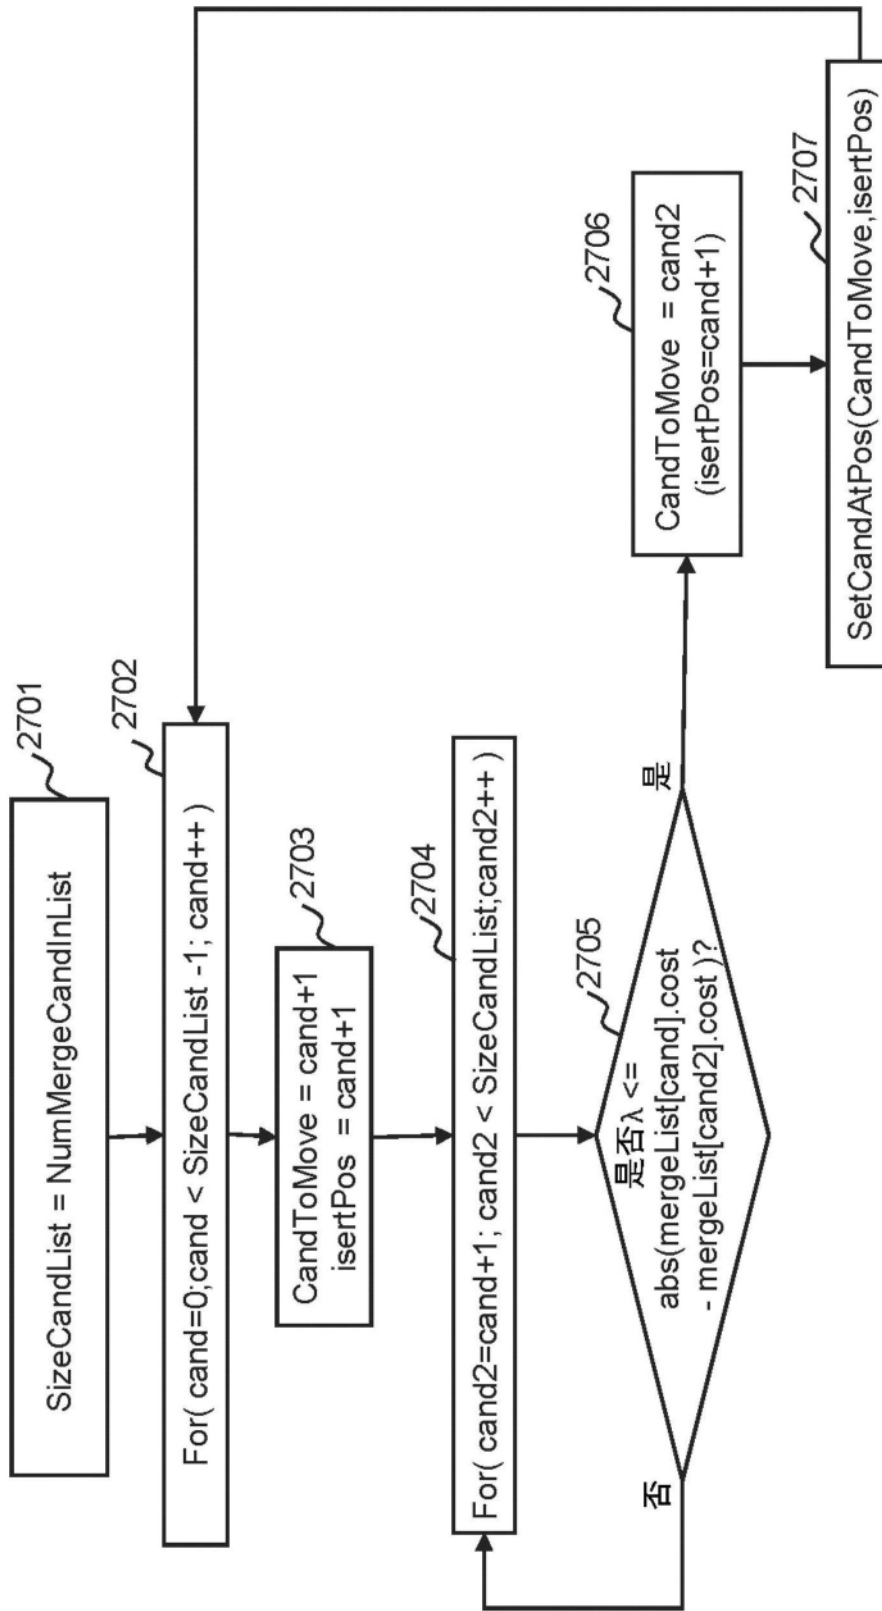 2701
SizeCandList = NumMergeCandInList
2702
For( cand=0;cand < SizeCandList -1; cand++ )
2703
CandToMove = cand+1
isertPos = cand+1
2704
For( cand2=cand+1; cand2 < SizeCandList;cand2++ )
2705
是否λ <=
abs(mergeList[cand].cost
- mergeList[cand2].cost )?
否
是
2706
CandToMove = cand2
(isertPos=cand+1)
2707
SetCandAtPos(CandToMove,isertPos)